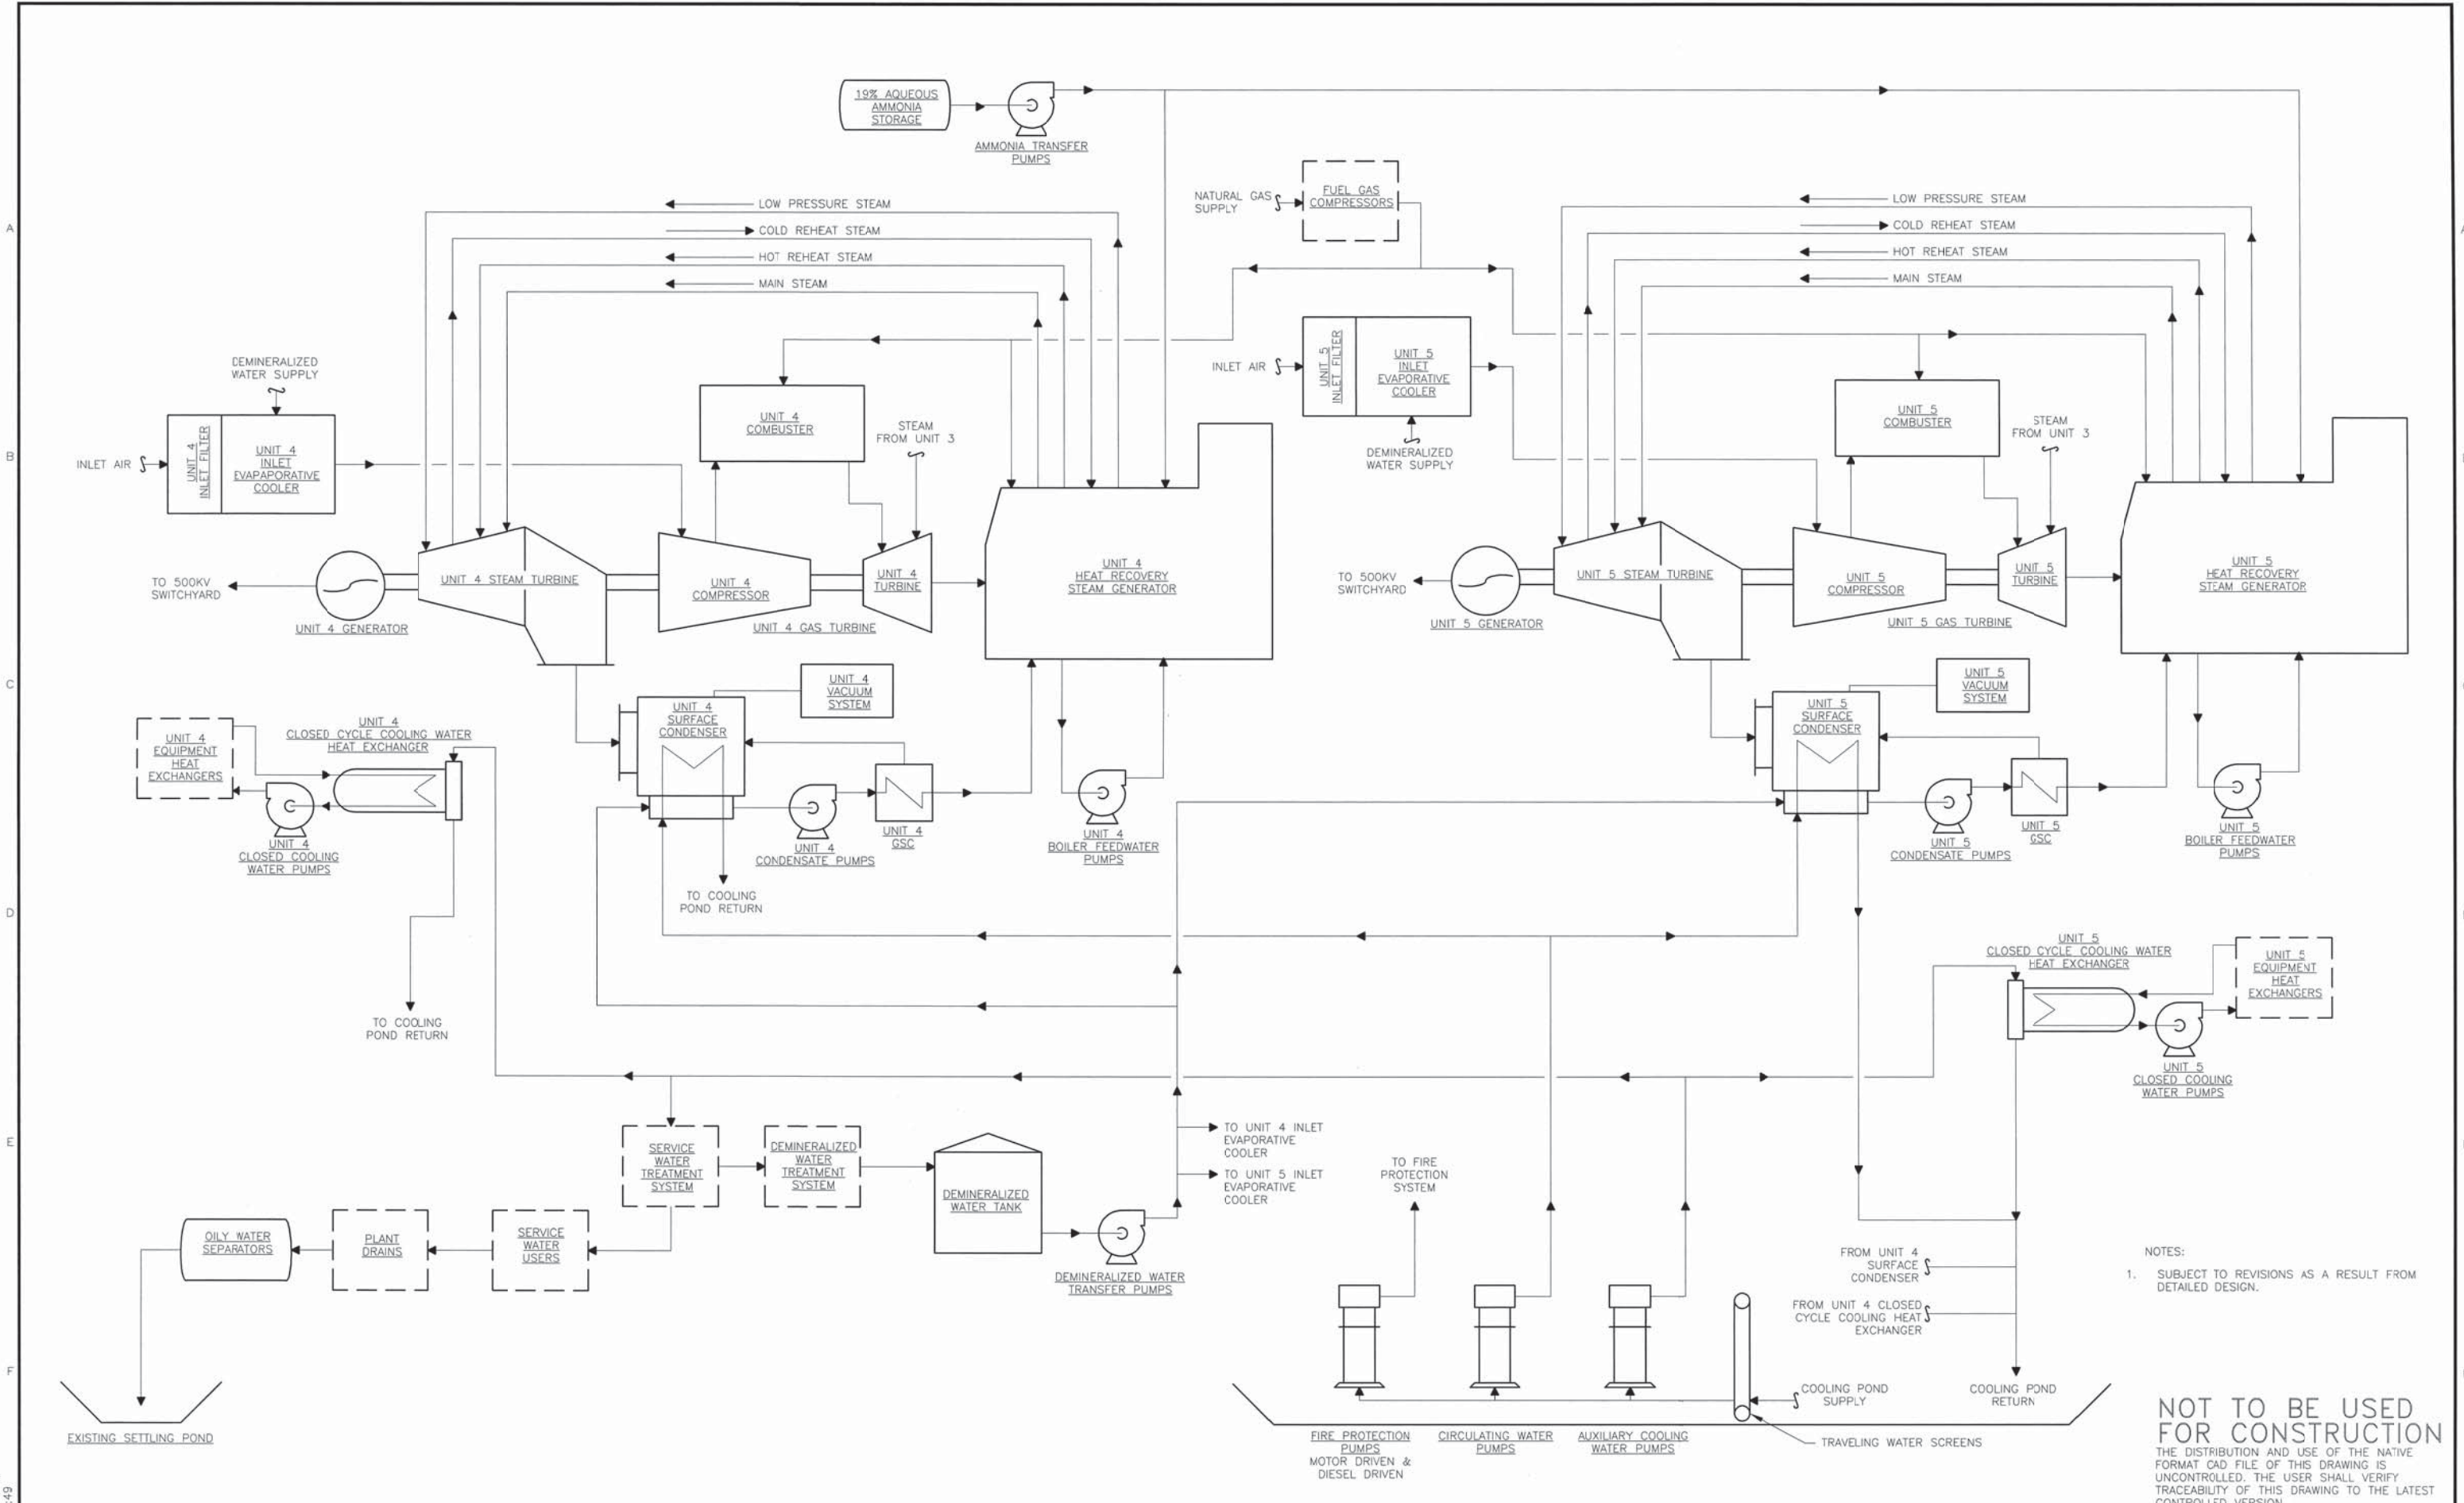 19% AQUEOUS
AMMONIA
STORAGE
AMMONIA TRANSFER
PUMPS
NATURAL GAS
SUPPLY
FUEL GAS
COMPRESSORS
LOW PRESSURE STEAM
COLD REHEAT STEAM
HOT REHEAT STEAM
MAIN STEAM
LOW PRESSURE STEAM
COLD REHEAT STEAM
HOT REHEAT STEAM
MAIN STEAM
A
DEMINERALIZED
WATER SUPPLY
INLET AIR
UNIT 4
INLET FILTER
UNIT 4
INLET
EVAPAPORATIVE
COOLER
UNIT 4
COMBUSTER
STEAM
FROM UNIT 3
INLET AIR
UNIT 5
INLET FILTER
UNIT 5
INLET
EVAPORATIVE
COOLER
DEMINERALIZED
WATER SUPPLY
UNIT 5
COMBUSTER
STEAM
FROM UNIT 3
B
TO 500KV
SWITCHYARD
UNIT 4 GENERATOR
UNIT 4 STEAM TURBINE
UNIT 4
COMPRESSOR
UNIT 4
TURBINE
UNIT 4 GAS TURBINE
UNIT 4
HEAT RECOVERY
STEAM GENERATOR
TO 500KV
SWITCHYARD
UNIT 5 GENERATOR
UNIT 5 STEAM TURBINE
UNIT 5
COMPRESSOR
UNIT 5
TURBINE
UNIT 5 GAS TURBINE
UNIT 5
HEAT RECOVERY
STEAM GENERATOR
C
UNIT 4
EQUIPMENT
HEAT
EXCHANGERS
UNIT 4
CLOSED CYCLE COOLING WATER
HEAT EXCHANGER
UNIT 4
CLOSED COOLING
WATER PUMPS
UNIT 4
SURFACE
CONDENSER
UNIT 4
VACUUM
SYSTEM
UNIT 4
CONDENSATE PUMPS
UNIT 4
GSC
UNIT 4
BOILER FEEDWATER
PUMPS
UNIT 5
SURFACE
CONDENSER
UNIT 5
VACUUM
SYSTEM
UNIT 5
CONDENSATE PUMPS
UNIT 5
GSC
UNIT 5
BOILER FEEDWATER
PUMPS
TO COOLING
POND RETURN
D
TO COOLING
POND RETURN
UNIT 5
CLOSED CYCLE COOLING WATER
HEAT EXCHANGER
UNIT 5
EQUIPMENT
HEAT
EXCHANGERS
UNIT 5
CLOSED COOLING
WATER PUMPS
E
SERVICE
WATER
TREATMENT
SYSTEM
DEMINERALIZED
WATER
TREATMENT
SYSTEM
DEMINERALIZED
WATER TANK
DEMINERALIZED WATER
TRANSFER PUMPS
TO UNIT 4 INLET
EVAPORATIVE
COOLER
TO UNIT 5 INLET
EVAPORATIVE
COOLER
TO FIRE
PROTECTION
SYSTEM
OILY WATER
SEPARATORS
PLANT
DRAINS
SERVICE
WATER
USERS
FROM UNIT 4
SURFACE
CONDENSER
FROM UNIT 4 CLOSED
CYCLE COOLING HEAT
EXCHANGER
NOTES:
1. SUBJECT TO REVISIONS AS A RESULT FROM
DETAILED DESIGN.
F
EXISTING SETTLING POND
FIRE PROTECTION
PUMPS
MOTOR DRIVEN &
DIESEL DRIVEN
CIRCULATING WATER
PUMPS
AUXILIARY COOLING
WATER PUMPS
COOLING POND
SUPPLY
TRAVELING WATER SCREENS
COOLING POND
RETURN
NOT TO BE USED
FOR CONSTRUCTION
THE DISTRIBUTION AND USE OF THE NATIVE
FORMAT CAD FILE OF THIS DRAWING IS
UNCONTROLLED. THE USER SHALL VERIFY
TRACEABILITY OF THIS DRAWING TO THE LATEST
CONTROLLED VERSION
:49